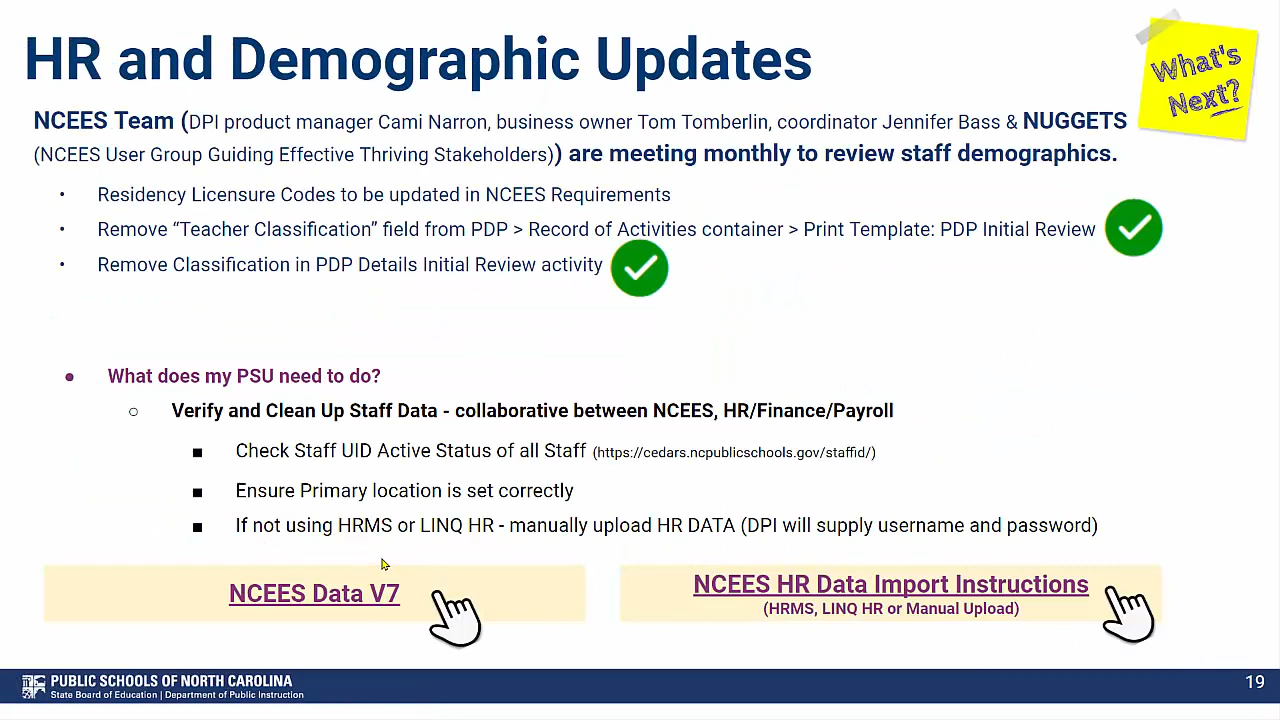 HR and Demographic Updates
What's
Next?
NCEES Team (DPI product manager Cami Narron, business owner Tom Tomberlin, coordinator Jennifer Bass & NUGGETS
(NCEES User Group Guiding Effective Thriving Stakeholders)) are meeting monthly to review staff demographics.
• Residency Licensure Codes to be updated in NCEES Requirements
• Remove “Teacher Classification” field from PDP > Record of Activities container > Print Template: PDP Initial Review
• Remove Classification in PDP Details Initial Review activity
● What does my PSU need to do?
○ Verify and Clean Up Staff Data - collaborative between NCEES, HR/Finance/Payroll
■ Check Staff UID Active Status of all Staff (https://cedars.ncpublicschools.gov/staffid/)
■ Ensure Primary location is set correctly
■ If not using HRMS or LINQ HR - manually upload HR DATA (DPI will supply username and password)
NCEES Data V7
NCEES HR Data Import Instructions
(HRMS, LINQ HR or Manual Upload)
PUBLIC SCHOOLS OF NORTH CAROLINA
State Board of Education | Department of Public Instruction
19